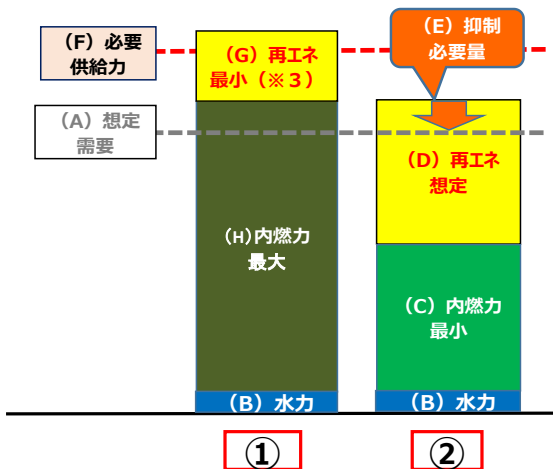 （F）必要
供給力
（A）想定
需要
（G）再エネ
最小（※３）
（H)内燃力
最大
（B）水力
①
（E）抑制
必要量
（D）再エネ
想定
（C）内燃力
最小
（B）水力
②